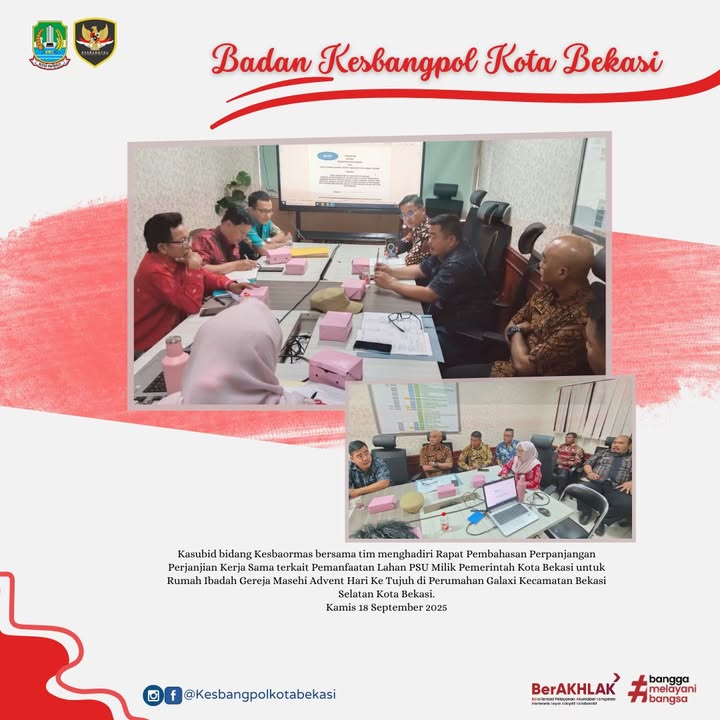 Badan Kesbangpol Kota Bekasi
Kasubid bidang Kesbaormas bersama tim menghadiri Rapat Pembahasan Perpanjangan
Perjanjian Kerja Sama terkait Pemanfaatan Lahan PSU Milik Pemerintah Kota Bekasi untuk
Rumah Ibadah Gereja Masehi Advent Hari Ke Tujuh di Perumahan Galaxi Kecamatan Bekasi
Selatan Kota Bekasi.
Kamis 18 September 2025
@Kesbangpolkotabekasi
BerAKHLAK
#bangga
melayani
bangsa